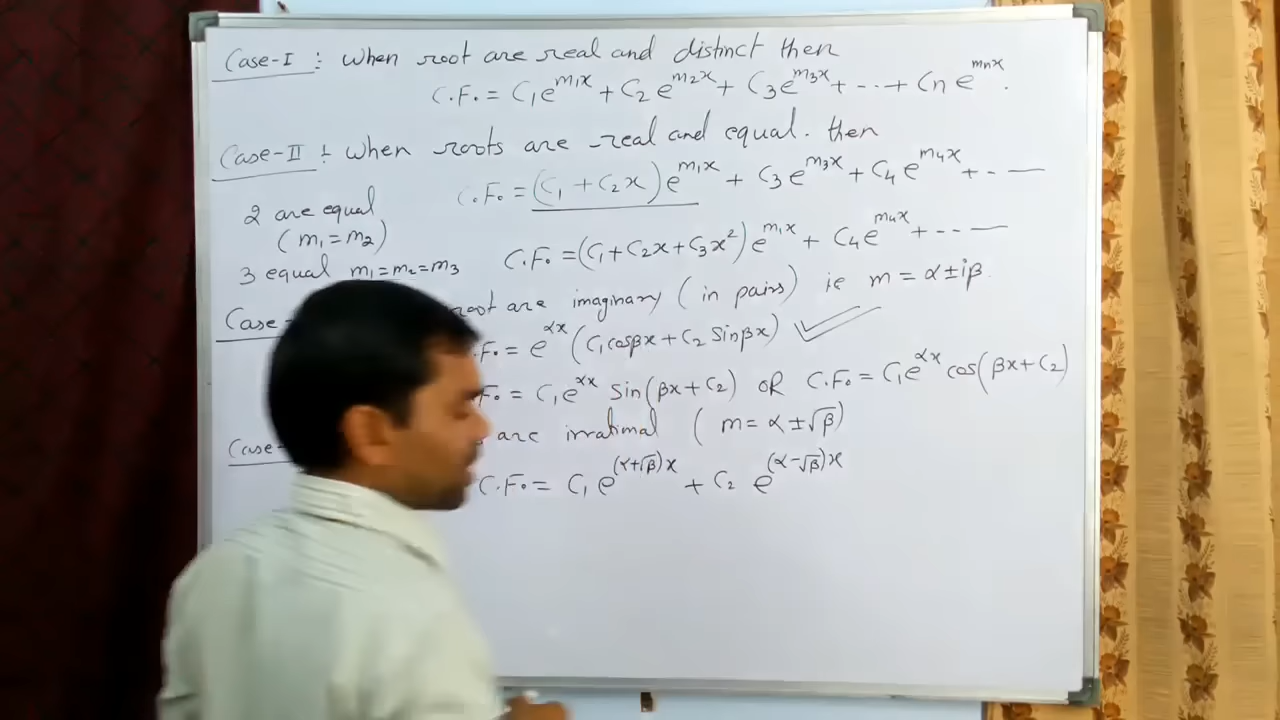 Case-I : When root are real and distinct then
C.F. = C₁e^{m₁x} + C₂e^{m₂x} + C₃e^{m₃x} + --- + Cn e^{mnx}.
Case-II : When roots are real and equal. then
C.F. = (C₁ + C₂x)e^{m₁x} + C₃e^{m₃x} + C₄e^{m₄x} + - - —
2 are equal
(m₁ = m₂)
C.F. = (C₁ + C₂x + C₃x²)e^{m₁x} + C₄e^{m₄x} + - - - —
3 equal m₁=m₂=m₃
Case- root are imaginary (in pairs) ie m = α±iβ
.F. = e^{αx} (C₁cosβx + C₂ Sinβx) ✓
F. = C₁e^{αx} Sin(βx + C₂) OR C.F. = C₁e^{αx} cos(βx + C₂)
Case- are irrational (m = α ± √β)
C.F. = C₁ e^{(α+√β)x} + C₂ e^{(α-√β)x}